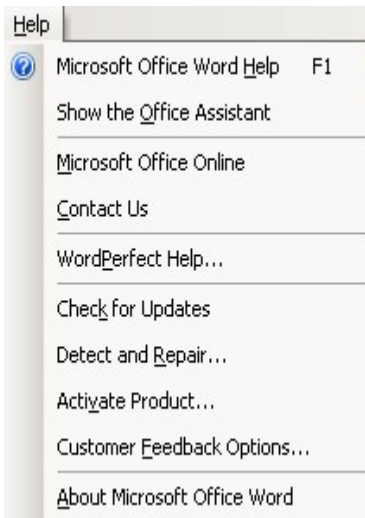 Help
Microsoft Office Word Help F1
Show the Office Assistant
Microsoft Office Online
Contact Us
WordPerfect Help...
Check for Updates
Detect and Repair...
Activate Product...
Customer Feedback Options...
About Microsoft Office Word